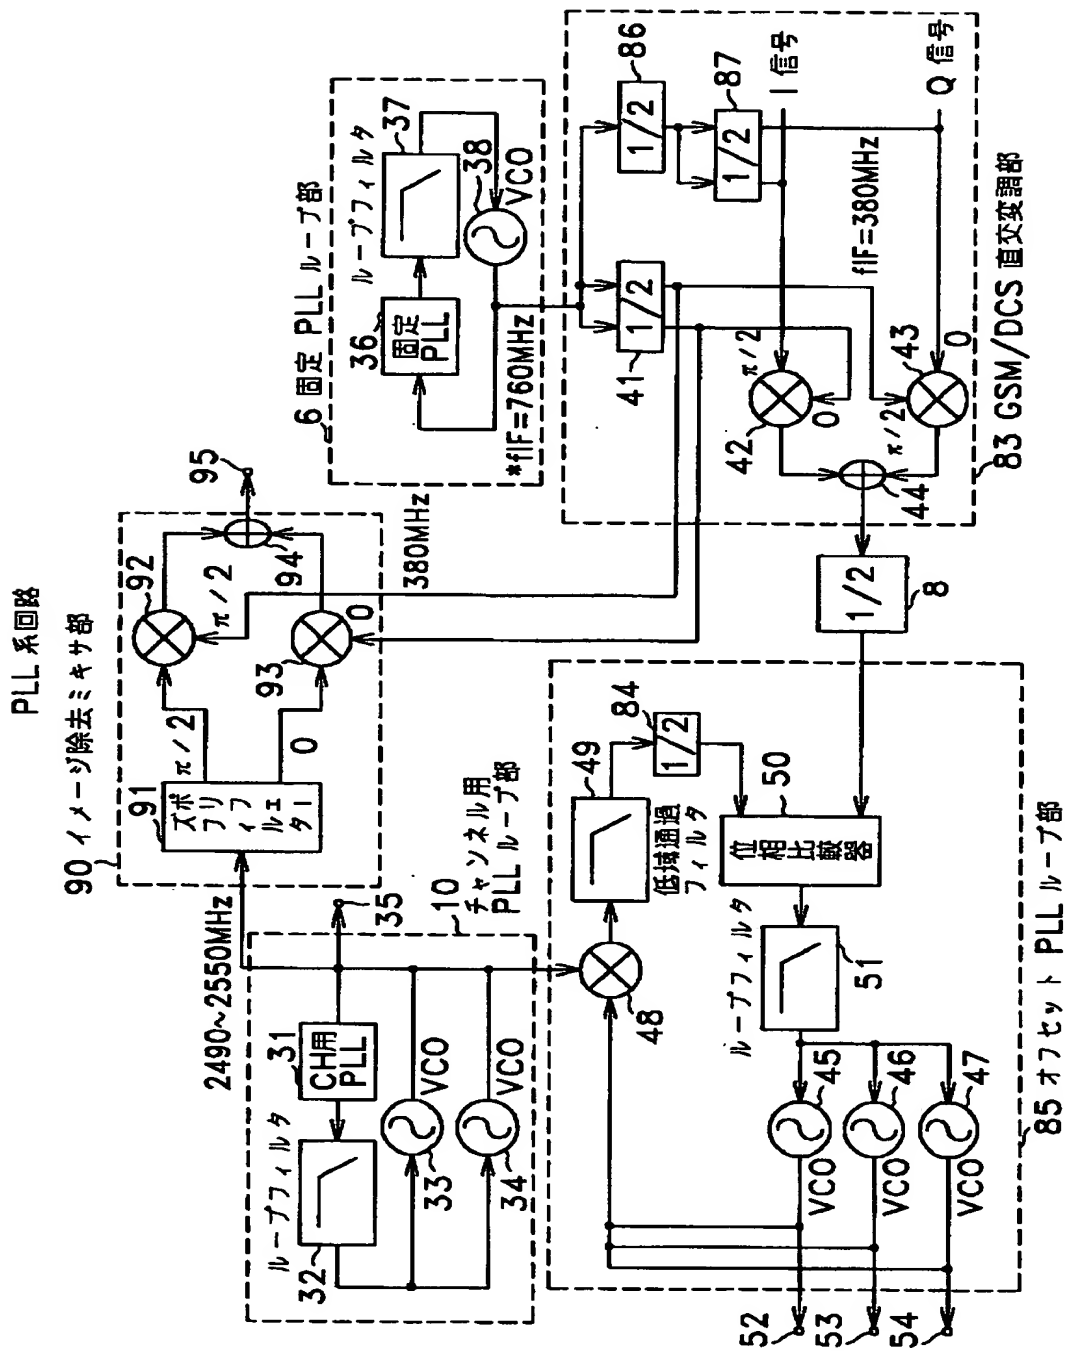 PLL 系回路
90 イメージ除去ミキサ部
91
ズポ
フリ
ィフ
ルェ
ター
π/2
0
92
π/2
93
0
94
95
2490~2550MHz
35
10
チャンネル用
PLL ループ部
31
CH用
PLL
ループフィルタ
32
33
VCO
34
VCO
6 固定 PLL ループ部
ループフィルタ
36
固定
PLL
37
38
VCO
*fIF=760MHz
380MHz
86
1/2
87
1/2
I 信号
Q 信号
41
1/2
fIF=380MHz
42
π/2
0
43
π/2
0
44
83 GSM/DCS 直交変調部
1/2
8
49
低域通過
フィルタ
84
1/2
48
50
位相比較器
ループフィルタ
51
45
VCO
46
VCO
47
VCO
52
53
54
85 オフセット PLL ループ部